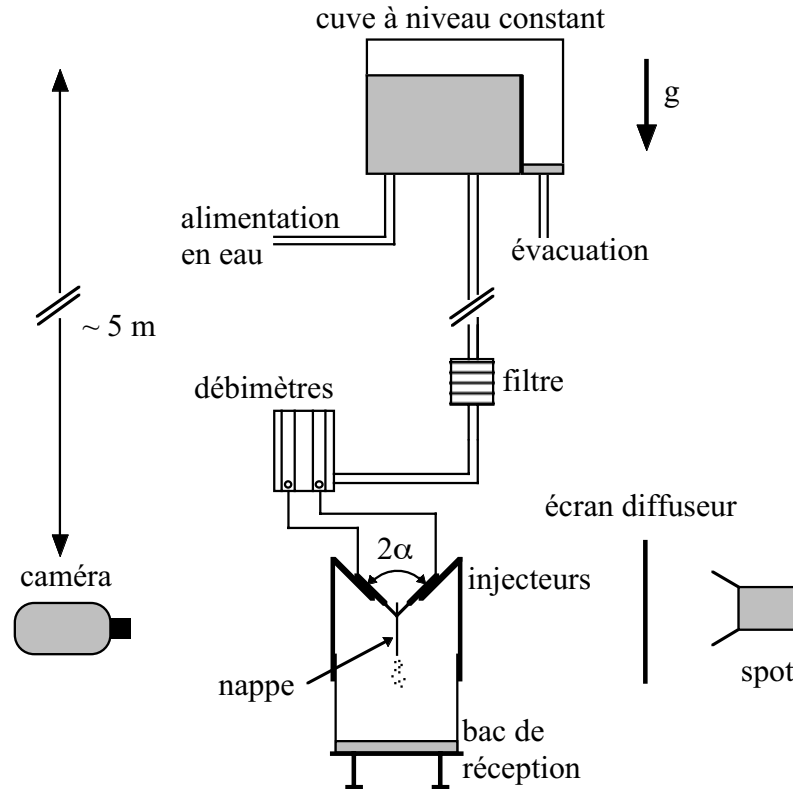 cuve à niveau constant
g
alimentation
en eau
évacuation
~ 5 m
filtre
débimètres
écran diffuseur
2α
caméra
injecteurs
nappe
spot
bac de
réception